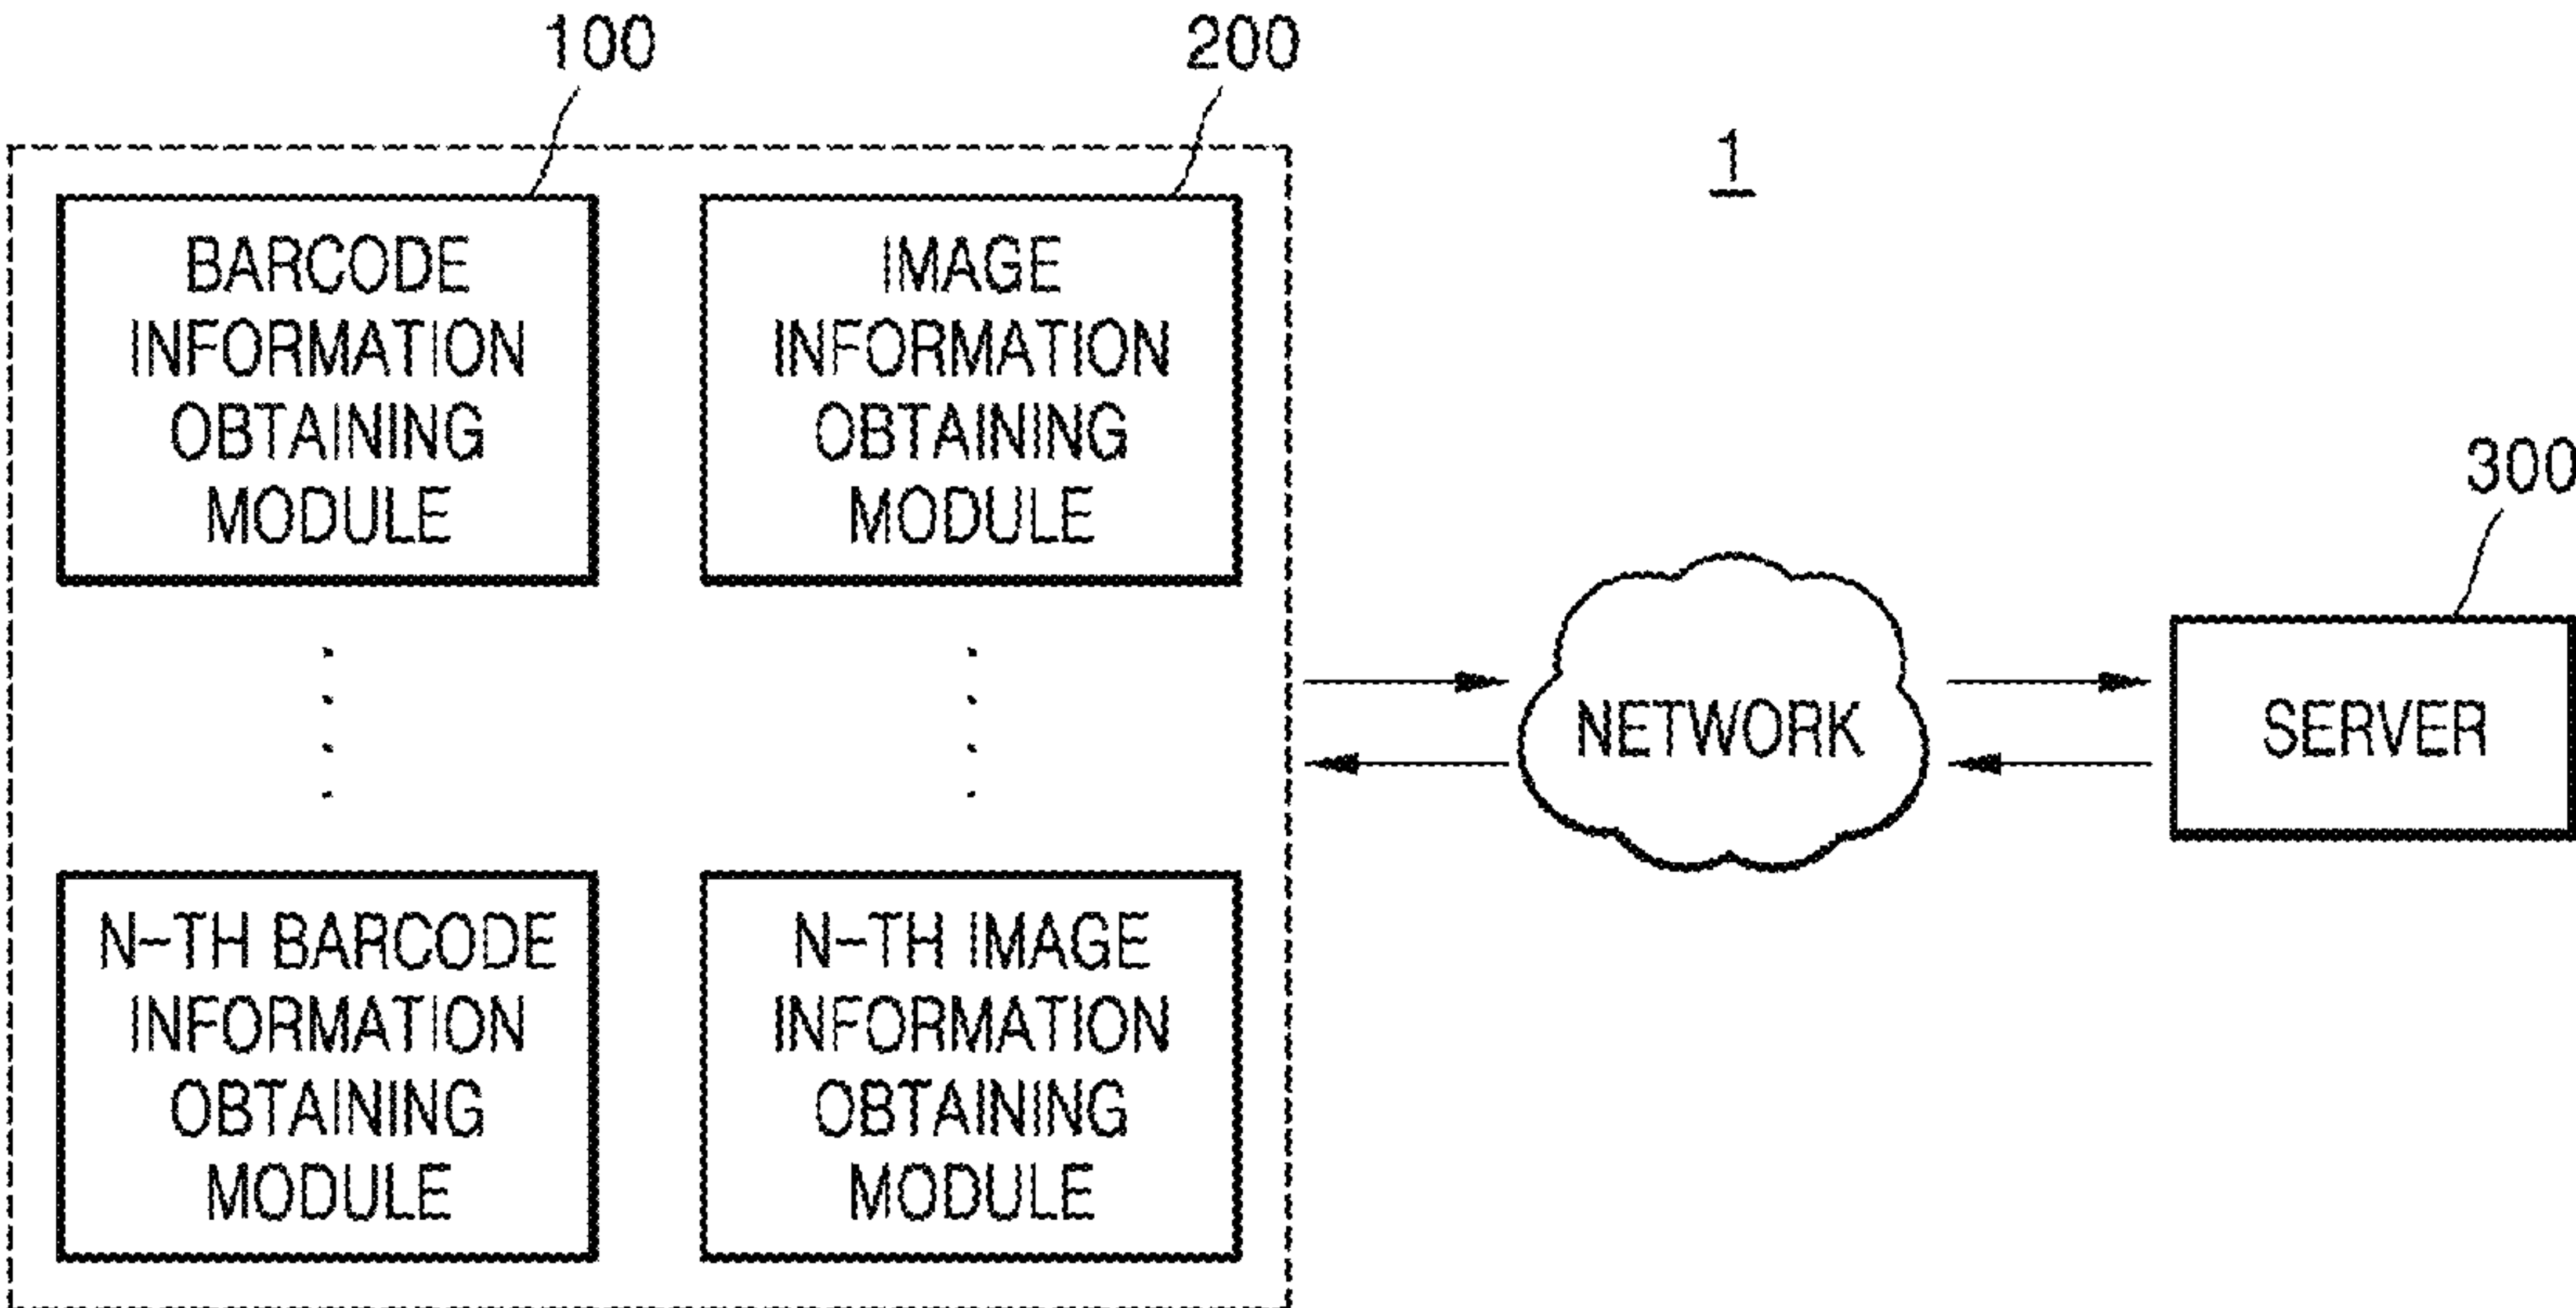 100
200
1
BARCODE
INFORMATION
OBTAINING
MODULE
IMAGE
INFORMATION
OBTAINING
MODULE
300
NETWORK
SERVER
N-TH BARCODE
INFORMATION
OBTAINING
MODULE
N-TH IMAGE
INFORMATION
OBTAINING
MODULE